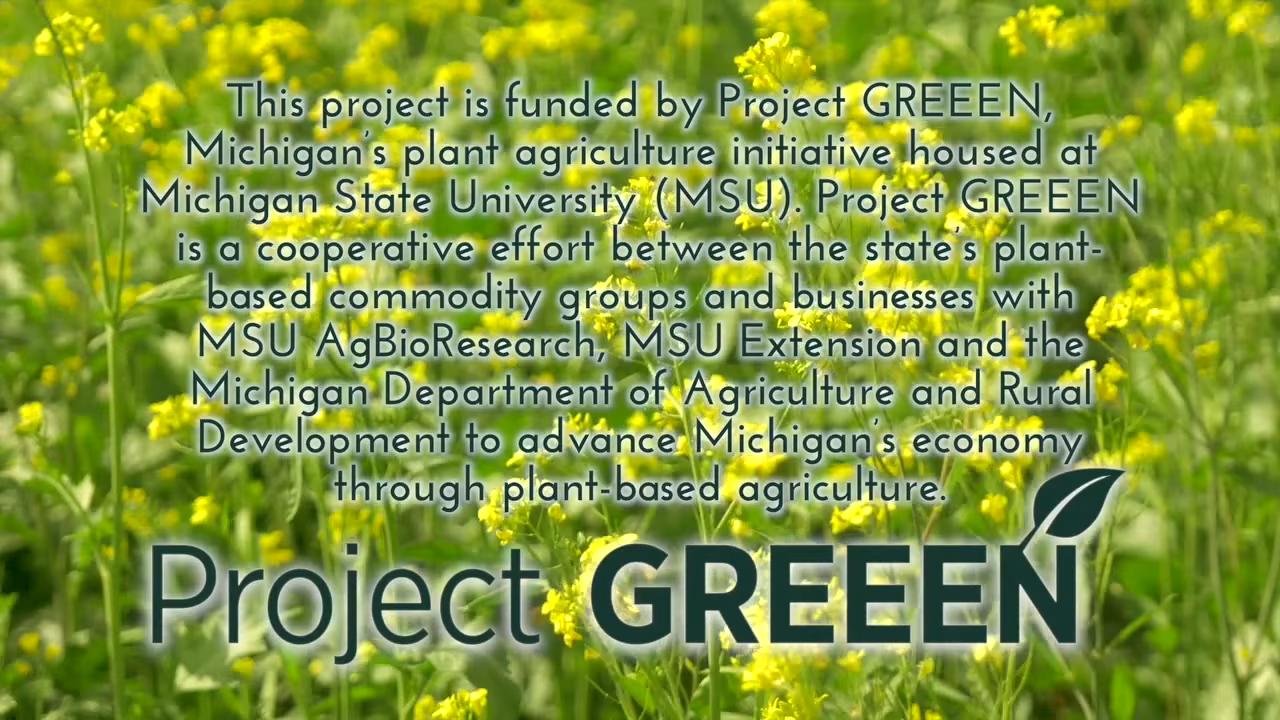 This project is funded by Project GREEEN,
Michigan's plant agriculture initiative housed at
Michigan State University (MSU). Project GREEEN
is a cooperative effort between the state's plant-
based commodity groups and businesses with
MSU AgBioResearch, MSU Extension and the
Michigan Department of Agriculture and Rural
Development to advance Michigan's economy
through plant-based agriculture.
Project GREEEN